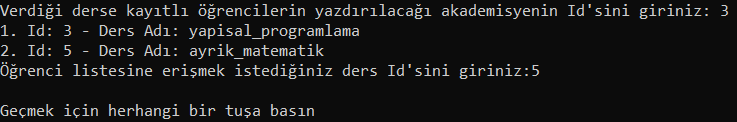 Verdiği derse kayıtlı öğrencilerin yazdırılacağı akademisyenin Id'sini giriniz: 3
1. Id: 3 - Ders Adı: yapisal_programlama
2. Id: 5 - Ders Adı: ayrik_matematik
Öğrenci listesine erişmek istediğiniz ders Id'sini giriniz:5
Geçmek için herhangi bir tuşa basın